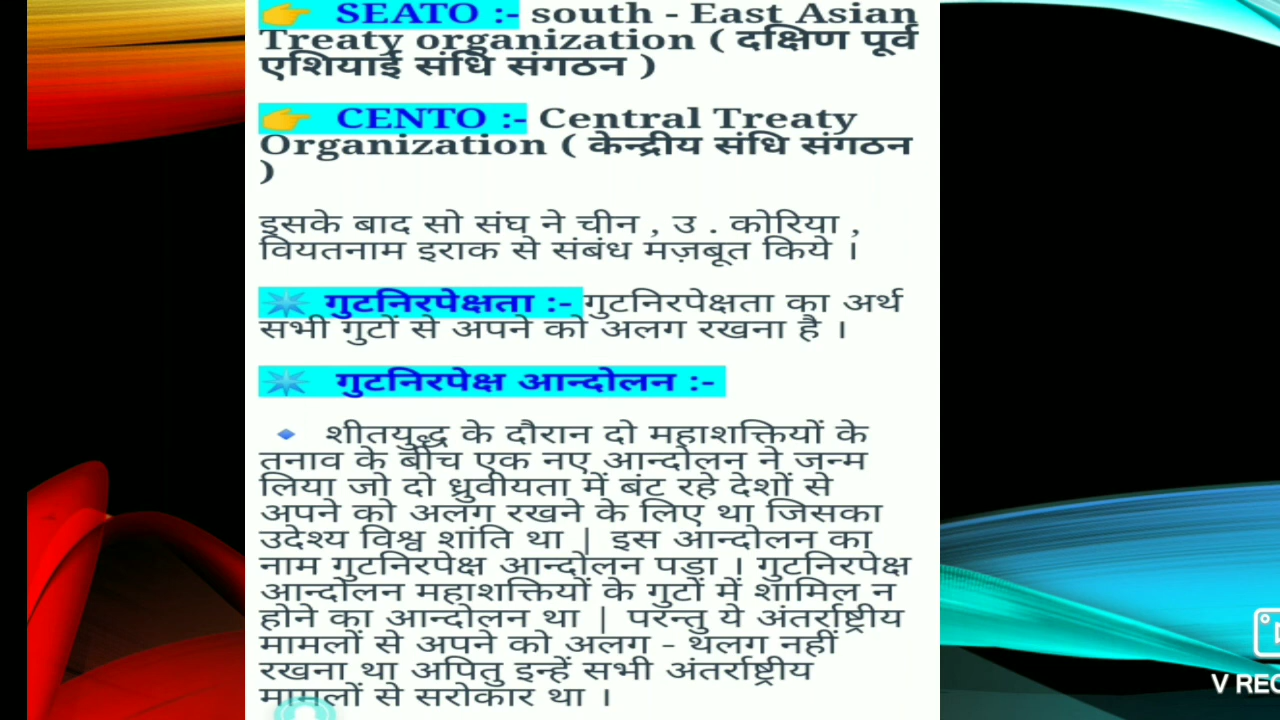 👉 SEATO :- south - East Asian
Treaty organization ( दक्षिण पूर्व
एशियाई संधि संगठन )
👉 CENTO :- Central Treaty
Organization ( केन्द्रीय संधि संगठन
)
इसके बाद सो संघ ने चीन , उ . कोरिया ,
वियतनाम इराक से संबंध मज़बूत किये ।
गुटनिरपेक्षता :- गुटनिरपेक्षता का अर्थ
सभी गुटों से अपने को अलग रखना है ।
गुटनिरपेक्ष आन्दोलन :-
🔹 शीतयुद्ध के दौरान दो महाशक्तियों के
तनाव के बीच एक नए आन्दोलन ने जन्म
लिया जो दो ध्रुवीयता में बंट रहे देशों से
अपने को अलग रखने के लिए था जिसका
उदेश्य विश्व शांति था | इस आन्दोलन का
नाम गुटनिरपेक्ष आन्दोलन पड़ा । गुटनिरपेक्ष
आन्दोलन महाशक्तियों के गुटों में शामिल न
होने का आन्दोलन था | परन्तु ये अंतर्राष्ट्रीय
मामलों से अपने को अलग - थलग नहीं
रखना था अपितु इन्हें सभी अंतर्राष्ट्रीय
मामलों से सरोकार था ।
V REC